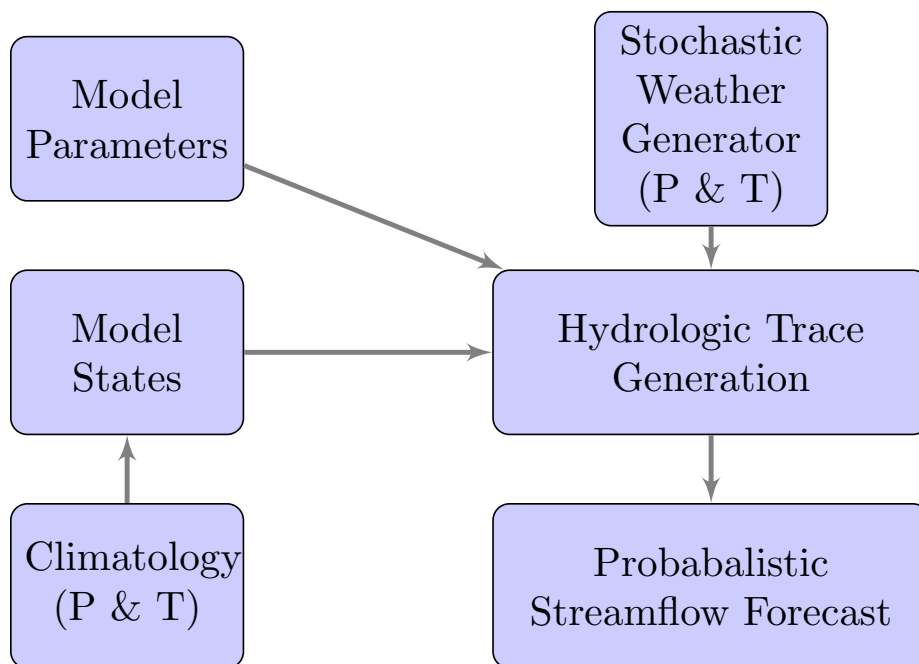 Model
Parameters
Stochastic
Weather
Generator
(P & T)
Model
States
Hydrologic Trace
Generation
Climatology
(P & T)
Probabalistic
Streamflow Forecast